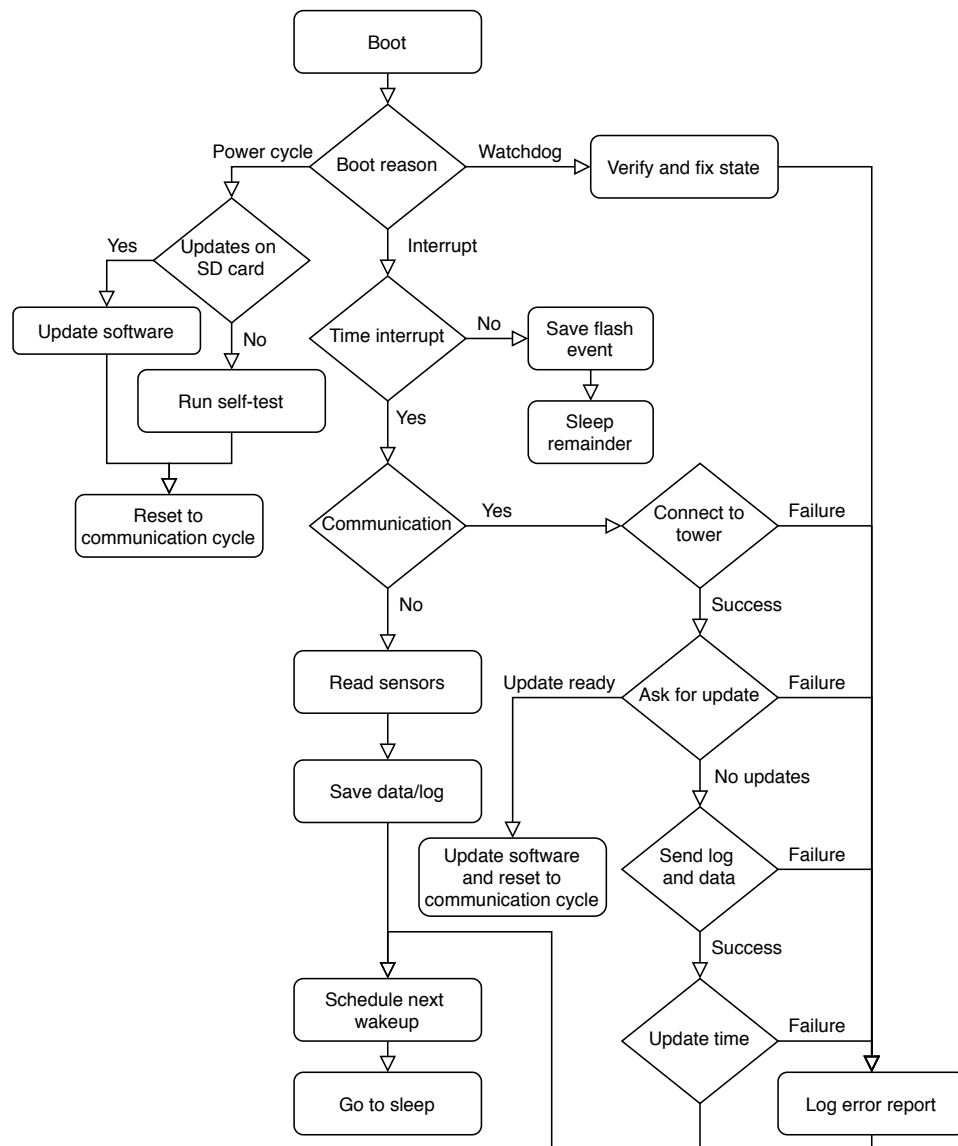 Boot
Power cycle
Boot reason
Watchdog
Verify and fix state
Yes
Updates on
SD card
Interrupt
Update software
No
Time interrupt
No
Save flash
event
Run self-test
Yes
Sleep
remainder
Reset to
communication cycle
Communication
Yes
Connect to
tower
Failure
No
Success
Read sensors
Update ready
Ask for update
Failure
Save data/log
No updates
Update software
and reset to
communication cycle
Send log
and data
Failure
Success
Schedule next
wakeup
Update time
Failure
Go to sleep
Log error report